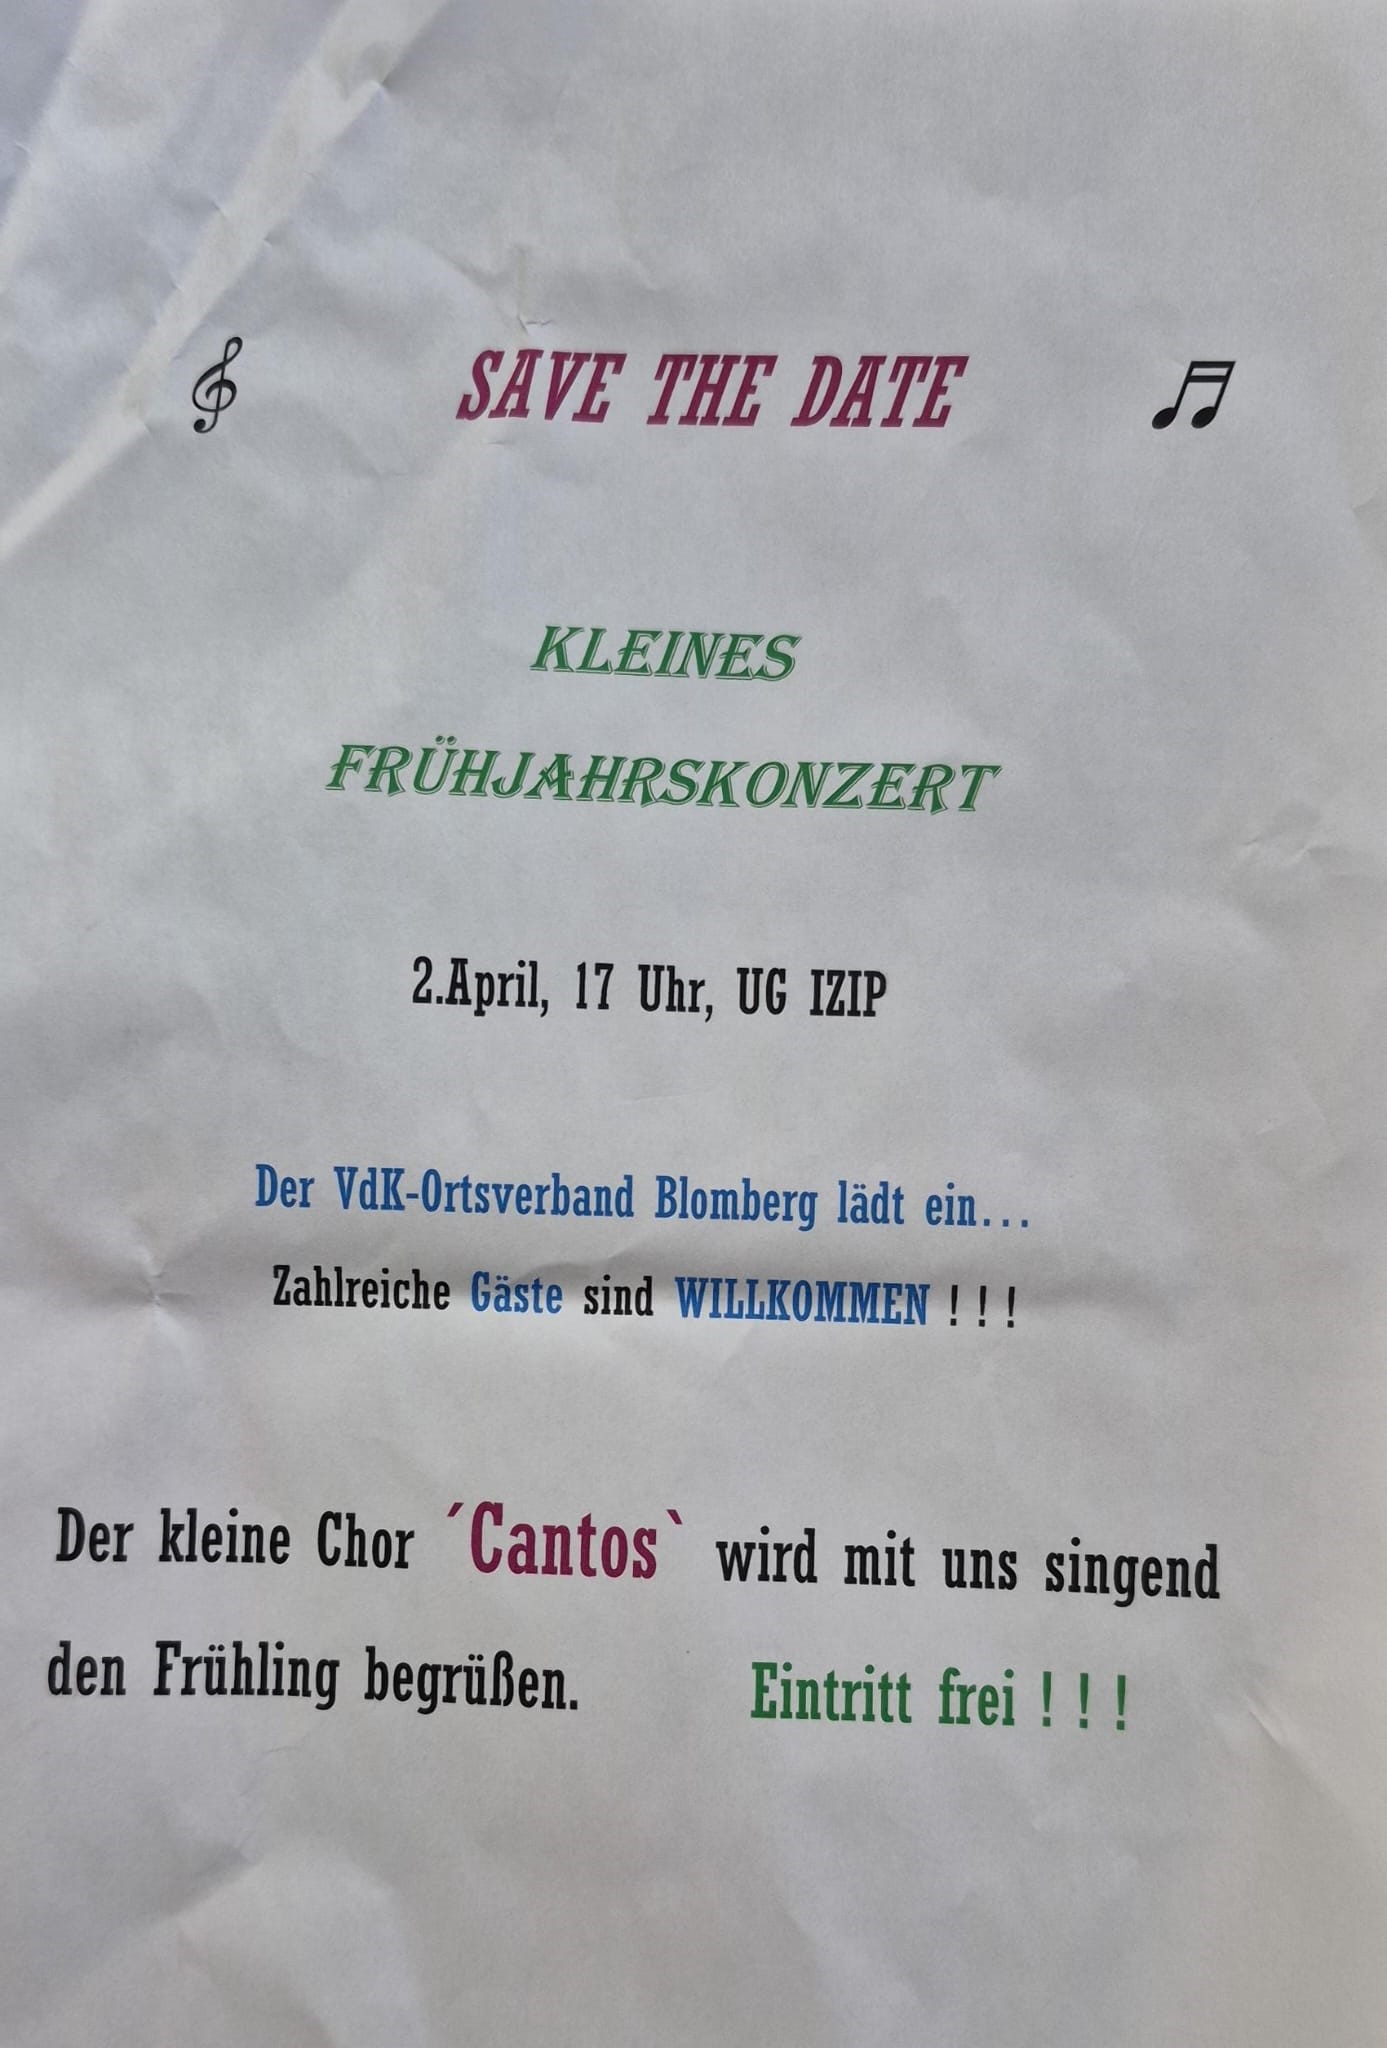 SAVE THE DATE
KLEINES
FRÜHJAHRSKONZERT
2.April, 17 Uhr, UG IZIP
Der VdK-Ortsverband Blomberg lädt ein...
Zahlreiche Gäste sind WILLKOMMEN ! ! !
Der kleine Chor ´Cantos` wird mit uns singend
den Frühling begrüßen. Eintritt frei ! ! !